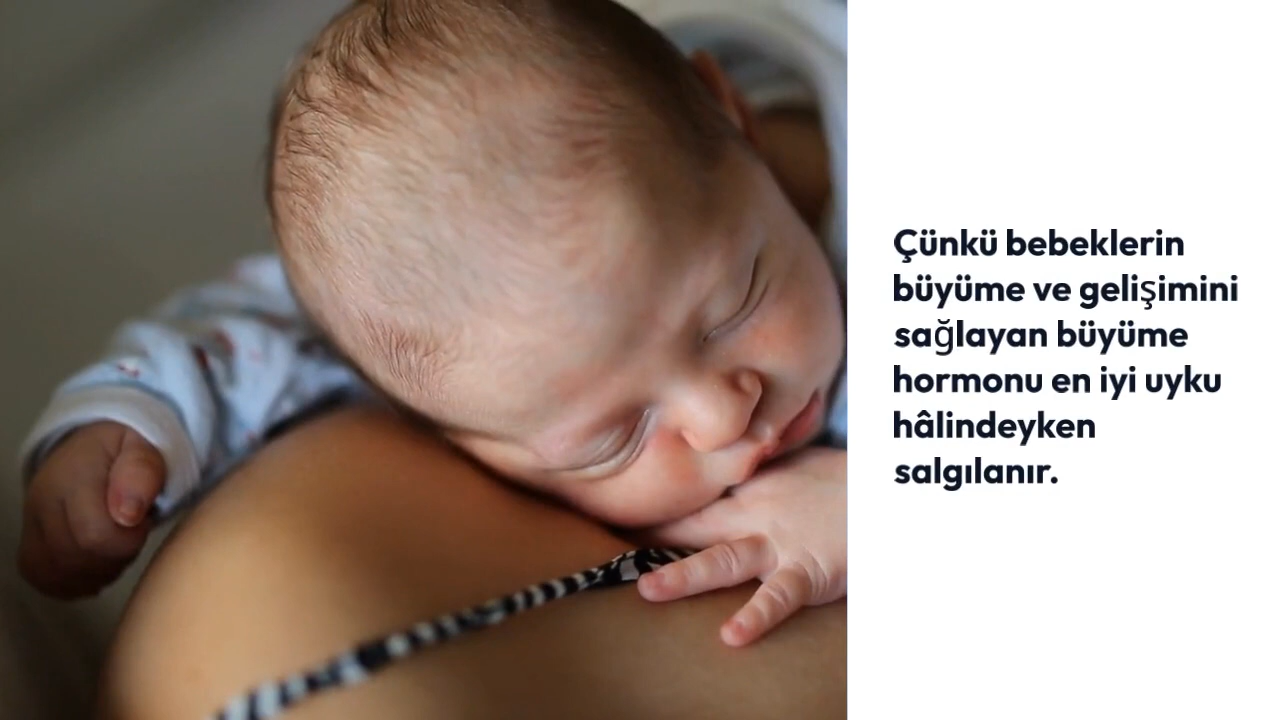 Çünkü bebeklerin
büyüme ve gelişimini
sağlayan büyüme
hormonu en iyi uyku
hâlindeyken
salgılanır.